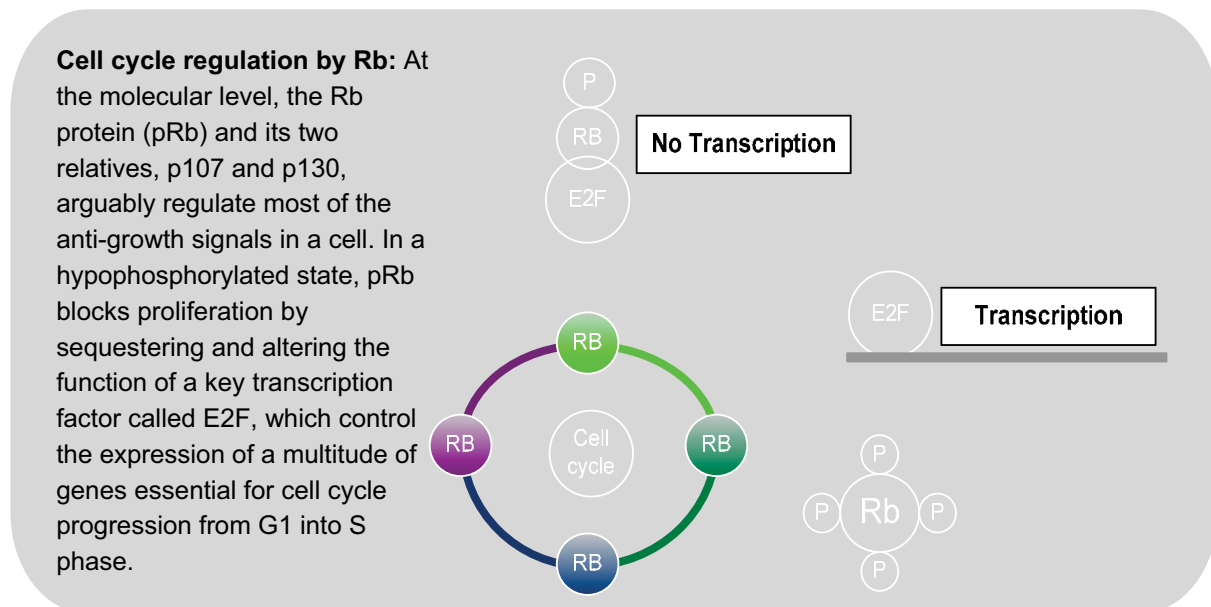 Cell cycle regulation by Rb: At
the molecular level, the Rb
protein (pRb) and its two
relatives, p107 and p130,
arguably regulate most of the
anti-growth signals in a cell. In a
hypophosphorylated state, pRb
blocks proliferation by
sequestering and altering the
function of a key transcription
factor called E2F, which control
the expression of a multitude of
genes essential for cell cycle
progression from G1 into S
phase.
P
RB
E2F
No Transcription
E2F
Transcription
RB
RB
Cell
cycle
RB
RB
P
P
Rb
P
P